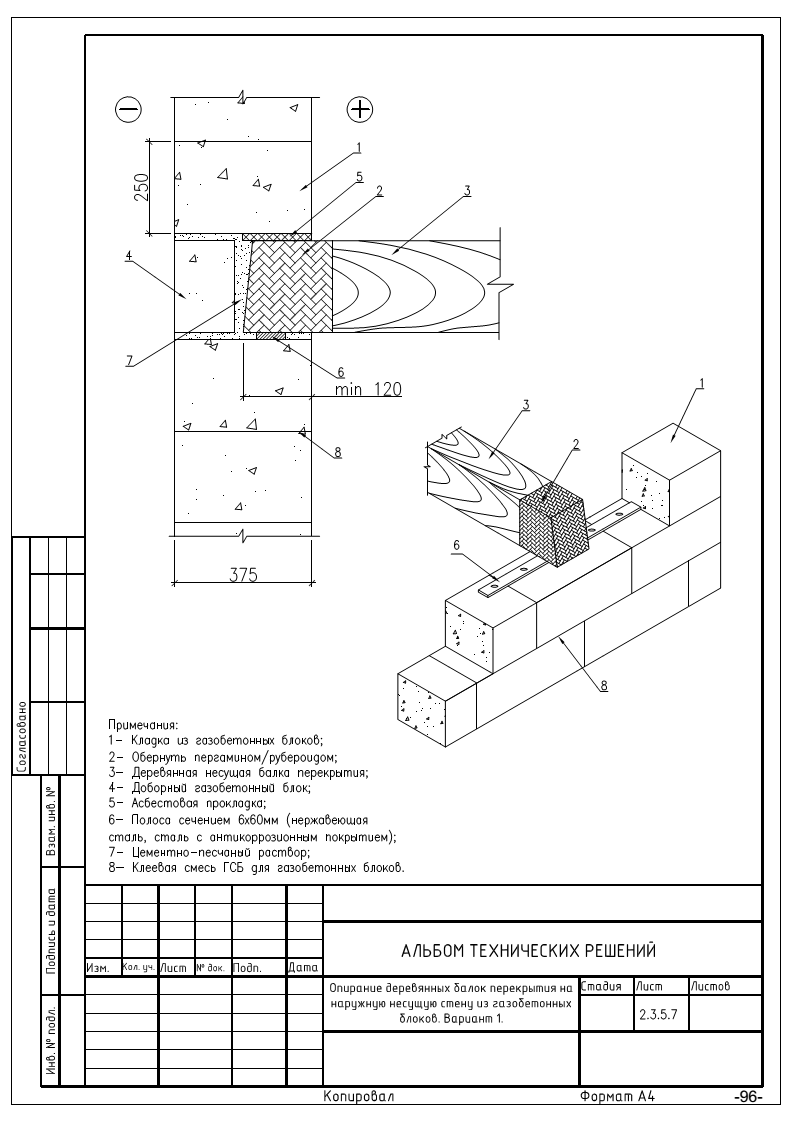 1
5
2
3
250
4
7
6
min 120
8
375
1
3
2
6
8
Примечания:
1– Кладка из газобетонных блоков;
2– Обернуть пергамином/рубероидом;
3– Деревянная несущая балка перекрытия;
4– Доборный газобетонный блок;
5– Асбестовая прокладка;
6– Полоса сечением 6х60мм (нержавеющая
сталь, сталь с антикоррозионным покрытием);
7– Цементно-песчаный раствор;
8– Клеевая смесь ГСБ для газобетонных блоков.
Согласовано
Взам. инв. №
Подпись и дата
Инв. № подл.
АЛЬБОМ ТЕХНИЧЕСКИХ РЕШЕНИЙ
Изм. Кол. уч. Лист № док. Подп. Дата
Опирание деревянных балок перекрытия на
наружную несущую стену из газобетонных
блоков. Вариант 1.
Стадия Лист Листов
2.3.5.7
Копировал Формат А4 -96-